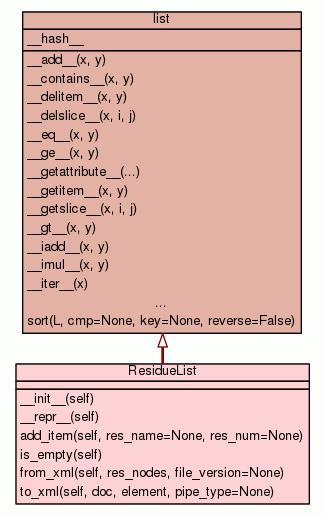 list
__hash__
__add__(x, y)
__contains__(x, y)
__delitem__(x, y)
__delslice__(x, i, j)
__eq__(x, y)
__ge__(x, y)
__getattribute__(...)
__getitem__(x, y)
__getslice__(x, i, j)
__gt__(x, y)
__iadd__(x, y)
__imul__(x, y)
__iter__(x)
...
sort(L, cmp=None, key=None, reverse=False)
ResidueList
__init__(self)
__repr__(self)
add_item(self, res_name=None, res_num=None)
is_empty(self)
from_xml(self, res_nodes, file_version=None)
to_xml(self, doc, element, pipe_type=None)